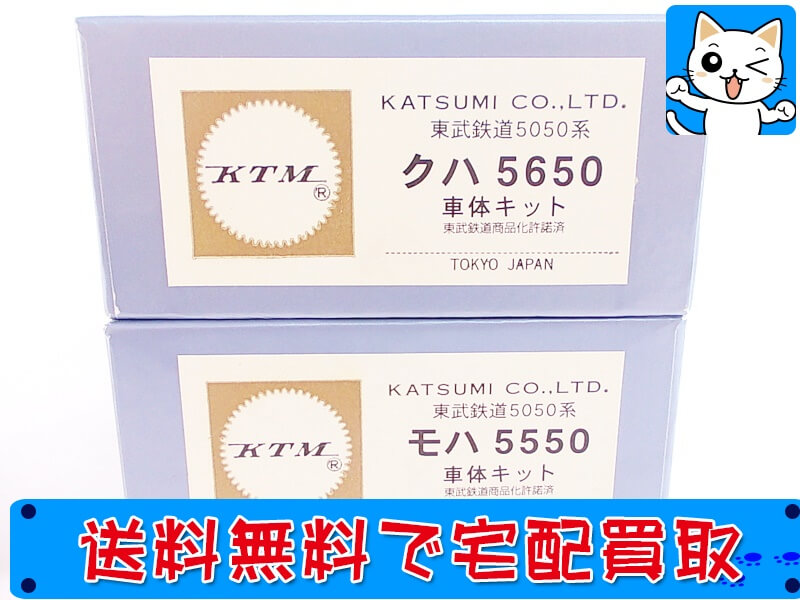 KTM
®
KATSUMI CO.,LTD.
東武鉄道5050系
クハ 5650
車体キット
東武鉄道商品化許諾済
TOKYO JAPAN
KTM
®
KATSUMI CO.,LTD.
東武鉄道5050系
モハ 5550
車体キット
東武鉄道商品化許諾済
送料無料で宅配買取